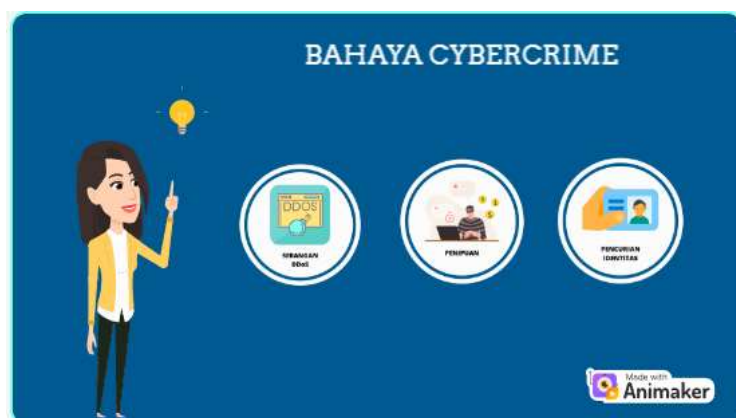 BAHAYA CYBERCRIME
DDOS
SERANGAN
DDoS
PENIPUAN
PENCURIAN
IDENTITAS
Made with
Animaker